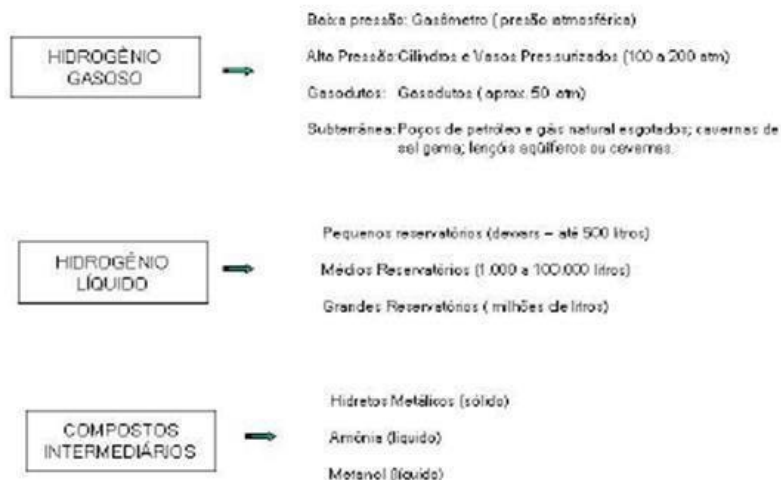 Baixa pressão: Gasômetro (pressão atmosférica)
HIDROGÊNIO
GASOSO
Alta Pressão:Cilindros e Vasos Pressurizados (100 a 200 atm)
Gasodutos: Gasodutos (aprox. 50 atm)
Subterrânea: Poços de petróleo e gás natural esgotados; cavernas de
sal gema; lençóis aqüíferos ou cavernas.
HIDROGÊNIO
LÍQUIDO
Pequenos reservatórios (dewars – até 500 litros)
Médios Reservatórios (1.000 a 100.000 litros)
Grandes Reservatórios ( milhões de litros)
COMPOSTOS
INTERMEDIÁRIOS
Hidretos Metálicos (sólido)
Amônia (líquido)
Metanol (líquido)